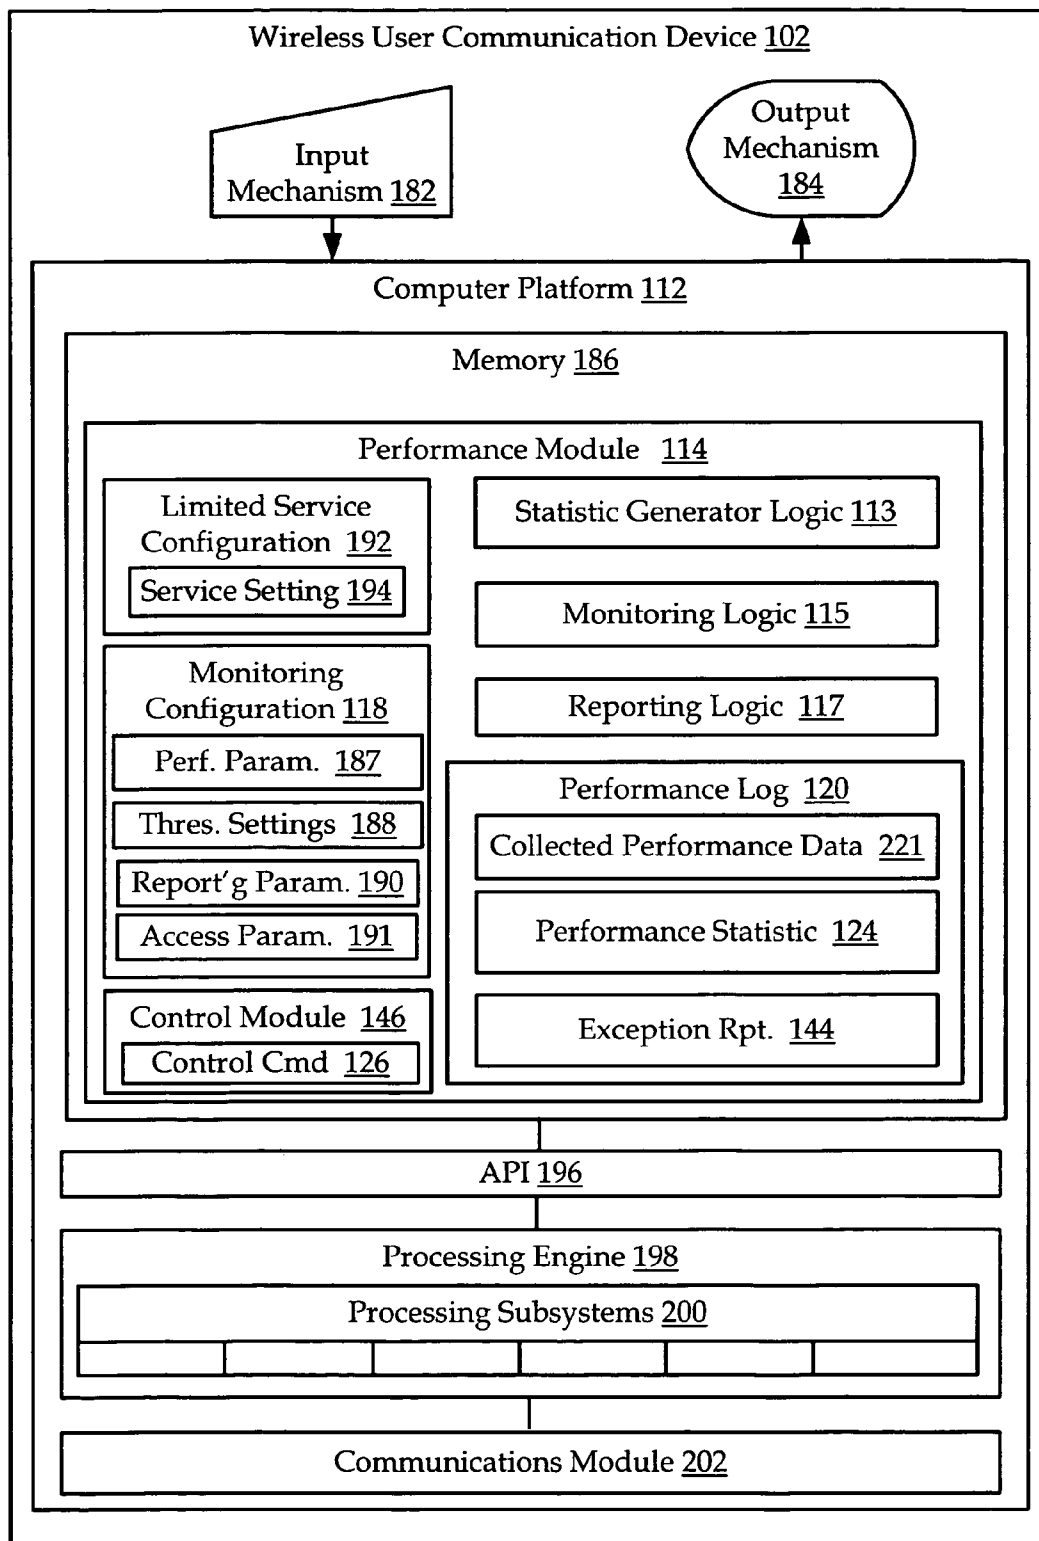 Wireless User Communication Device 102
Input
Mechanism 182
Output
Mechanism
184
Computer Platform 112
Memory 186
Performance Module 114
Limited Service
Configuration 192
Service Setting 194
Monitoring
Configuration 118
Perf. Param. 187
Thres. Settings 188
Report'g Param. 190
Access Param. 191
Control Module 146
Control Cmd 126
Statistic Generator Logic 113
Monitoring Logic 115
Reporting Logic 117
Performance Log 120
Collected Performance Data 221
Performance Statistic 124
Exception Rpt. 144
API 196
Processing Engine 198
Processing Subsystems 200
Communications Module 202